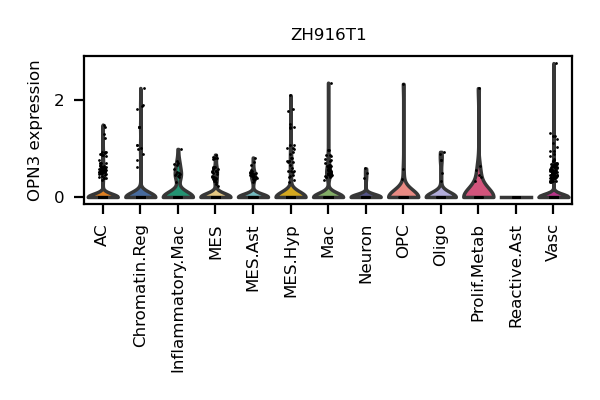 ZH916T1
OPN3 expression
2
0
AC
Chromatin.Reg
Inflammatory.Mac
MES
MES.Ast
MES.Hyp
Mac
Neuron
OPC
Oligo
Prolif.Metab
Reactive.Ast
Vasc